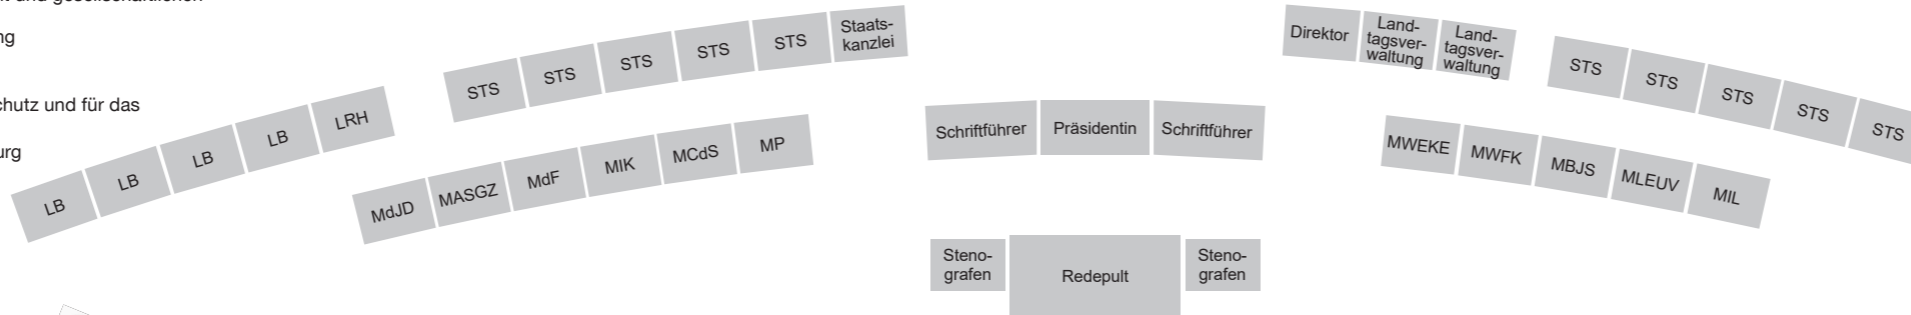 ng
chutz und für das
urg
LB
LB
LB
LB
LRH
STS
STS
STS
STS
STS
Staats-
kanzlei
MdJD
MASGZ
MdF
MIK
MCdS
MP
Schriftführer
Präsidentin
Schriftführer
Direktor
Land-
tagsver-
waltung
Land-
tagsver-
waltung
STS
STS
STS
STS
STS
MWEKE
MWFK
MBJS
MLEUV
MIL
Steno-
grafen
Redepult
Steno-
grafen